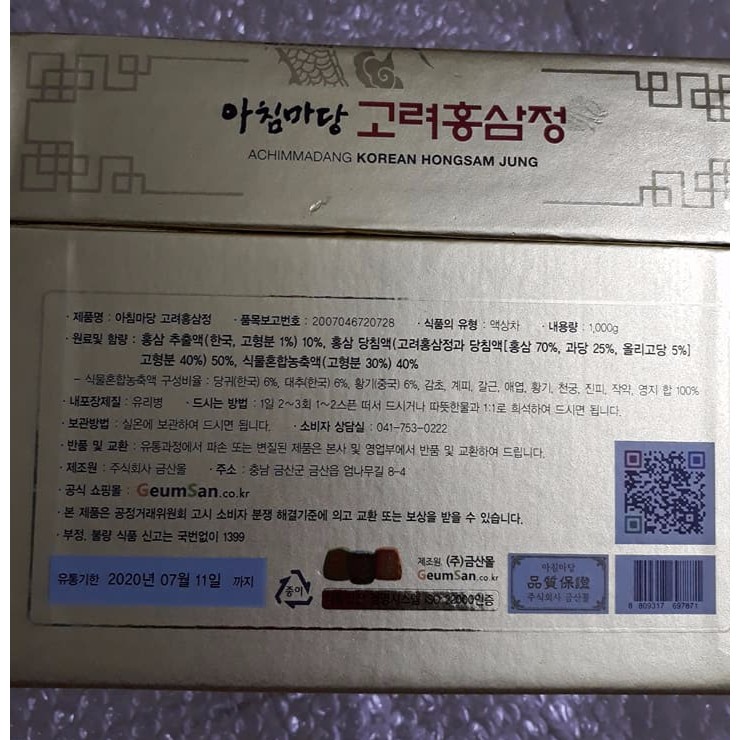 아침마당 고려홍삼정
ACHIMMADANG KOREAN HONGSAM JUNG
· 제품명 : 아침마당 고려홍삼정 · 품목보고번호 : 2007046720728 · 식품의 유형 : 액상차 · 내용량 : 1,000g
· 원료및 함량 : 홍삼 추출액(한국, 고형분 1%) 10%, 홍삼 당침액(고려홍삼정과 당침액[홍삼 70%, 과당 25%, 올리고당 5%]
고형분 40%) 50%, 식물혼합농축액(고형분 30%) 40%
- 식물혼합농축액 구성비율 : 당귀(한국) 6%, 대추(한국) 6%, 황기(중국) 6%, 감초, 계피, 갈근, 애엽, 황기, 천궁, 진피, 작약, 영지 합 100%
· 내포장제질 : 유리병 · 드시는 방법 : 1일 2~3회 1~2스푼 떠서 드시거나 따뜻한물과 1:1로 희석하여 드시면 됩니다.
· 보관방법 : 실온에 보관하여 드시면 됩니다. · 소비자 상담실 : 041-753-0222
· 반품 및 교환 : 유통과정에서 파손 또는 변질된 제품은 본사 및 영업부에서 반품 및 교환하여 드립니다.
· 제조원 : 주식회사 금산몰 · 주소 : 충남 금산군 금산읍 엄나무길 8-4
· 공식 쇼핑몰 : GeumSan.co.kr
· 본 제품은 공정거래위원회 고시 소비자 분쟁 해결기준에 의고 교환 또는 보상을 받을 수 있습니다.
· 부정, 불량 식품 신고는 국번없이 1399
유통기한 2020년 07월 11일 까지
종이
제조원 (주)금산몰
GeumSan.co.kr
ISO 22000인증
아침마당
品質保證
주식회사 금산몰
8 809317 697871